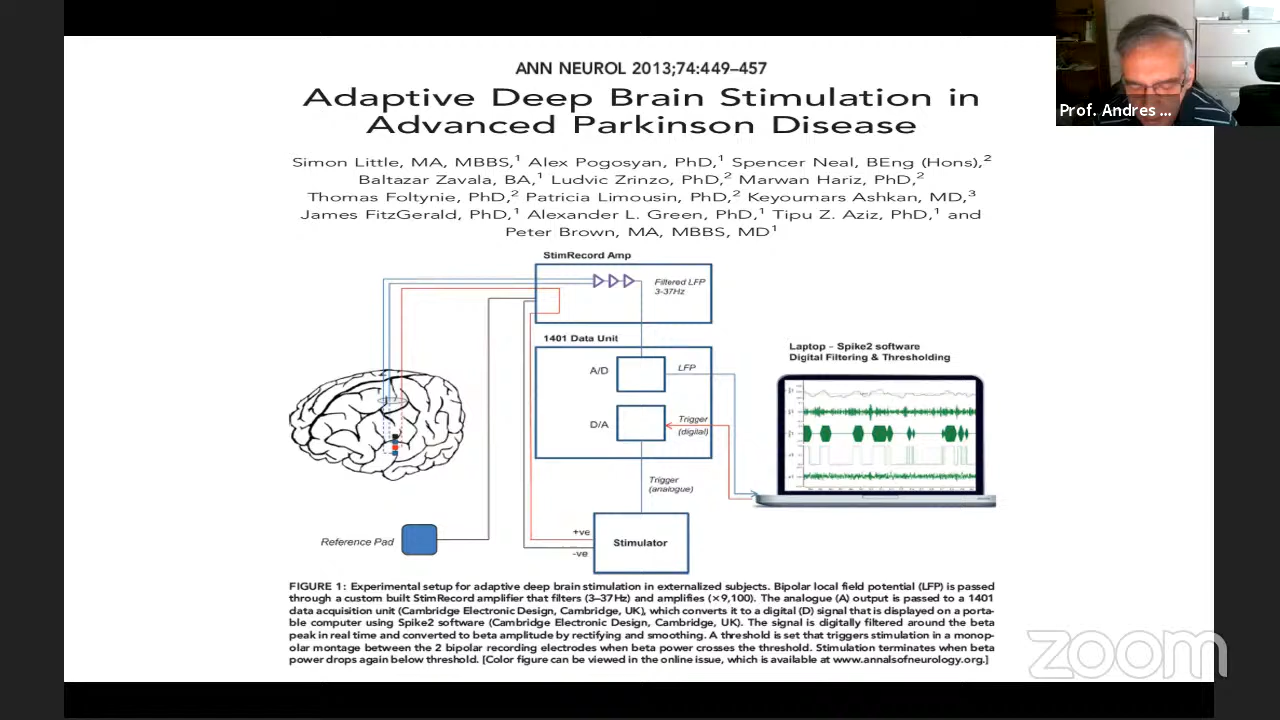 ANN NEUROL 2013;74:449–457
Adaptive Deep Brain Stimulation in
Advanced Parkinson Disease
Simon Little, MA, MBBS,¹ Alex Pogosyan, PhD,¹ Spencer Neal, BEng (Hons),²
Baltazar Zavala, BA,¹ Ludvic Zrinzo, PhD,² Marwan Hariz, PhD,²
Thomas Foltynie, PhD,² Patricia Limousin, PhD,² Keyoumars Ashkan, MD,³
James FitzGerald, PhD,¹ Alexander L. Green, PhD,¹ Tipu Z. Aziz, PhD,¹ and
Peter Brown, MA, MBBS, MD¹
Prof. Andres ...
StimRecord Amp
Filtered LFP
3-37Hz
1401 Data Unit
A/D
LFP
D/A
Trigger
(digital)
Laptop – Spike2 software
Digital Filtering & Thresholding
Trigger
(analogue)
Reference Pad
+ve
-ve
Stimulator
FIGURE 1: Experimental setup for adaptive deep brain stimulation in externalized subjects. Bipolar local field potential (LFP) is passed
through a custom built StimRecord amplifier that filters (3–37Hz) and amplifies (×9,100). The analogue (A) output is passed to a 1401
data acquisition unit (Cambridge Electronic Design, Cambridge, UK), which converts it to a digital (D) signal that is displayed on a porta-
ble computer using Spike2 software (Cambridge Electronic Design, Cambridge, UK). The signal is digitally filtered around the beta
peak in real time and converted to beta amplitude by rectifying and smoothing. A threshold is set that triggers stimulation in a monop-
olar montage between the 2 bipolar recording electrodes when beta power crosses the threshold. Stimulation terminates when beta
power drops again below threshold. [Color figure can be viewed in the online issue, which is available at www.annalsofneurology.org.]
zoom